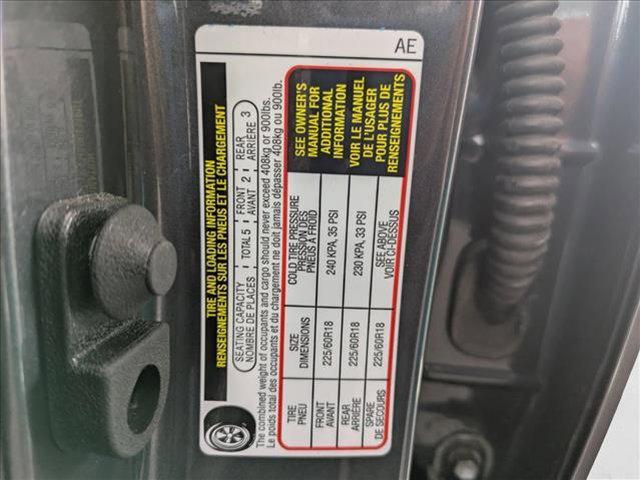 AE
TIRE AND LOADING INFORMATION
RENSEIGNEMENTS SUR LES PNEUS ET LE CHARGEMENT
SEATING CAPACITY
NOMBRE DE PLACES
TOTAL 5
FRONT
AVANT 2
REAR
ARRIÈRE 3
The combined weight of occupants and cargo should never exceed 408kg or 900lbs.
Le poids total des occupants et du chargement ne doit jamais dépasser 408kg ou 900lb.
TIRE
PNEU
SIZE
DIMENSIONS
COLD TIRE PRESSURE
PRESSION DES
PNEUS À FROID
FRONT
AVANT
225/60R18
240 KPA, 35 PSI
REAR
ARRIÈRE
225/60R18
230 KPA, 33 PSI
SPARE
DE SECOURS
225/60R18
SEE ABOVE
VOIR CI-DESSUS
SEE OWNER'S
MANUAL FOR
ADDITIONAL
INFORMATION
VOIR LE MANUEL
DE L'USAGER
POUR PLUS DE
RENSEIGNEMENTS